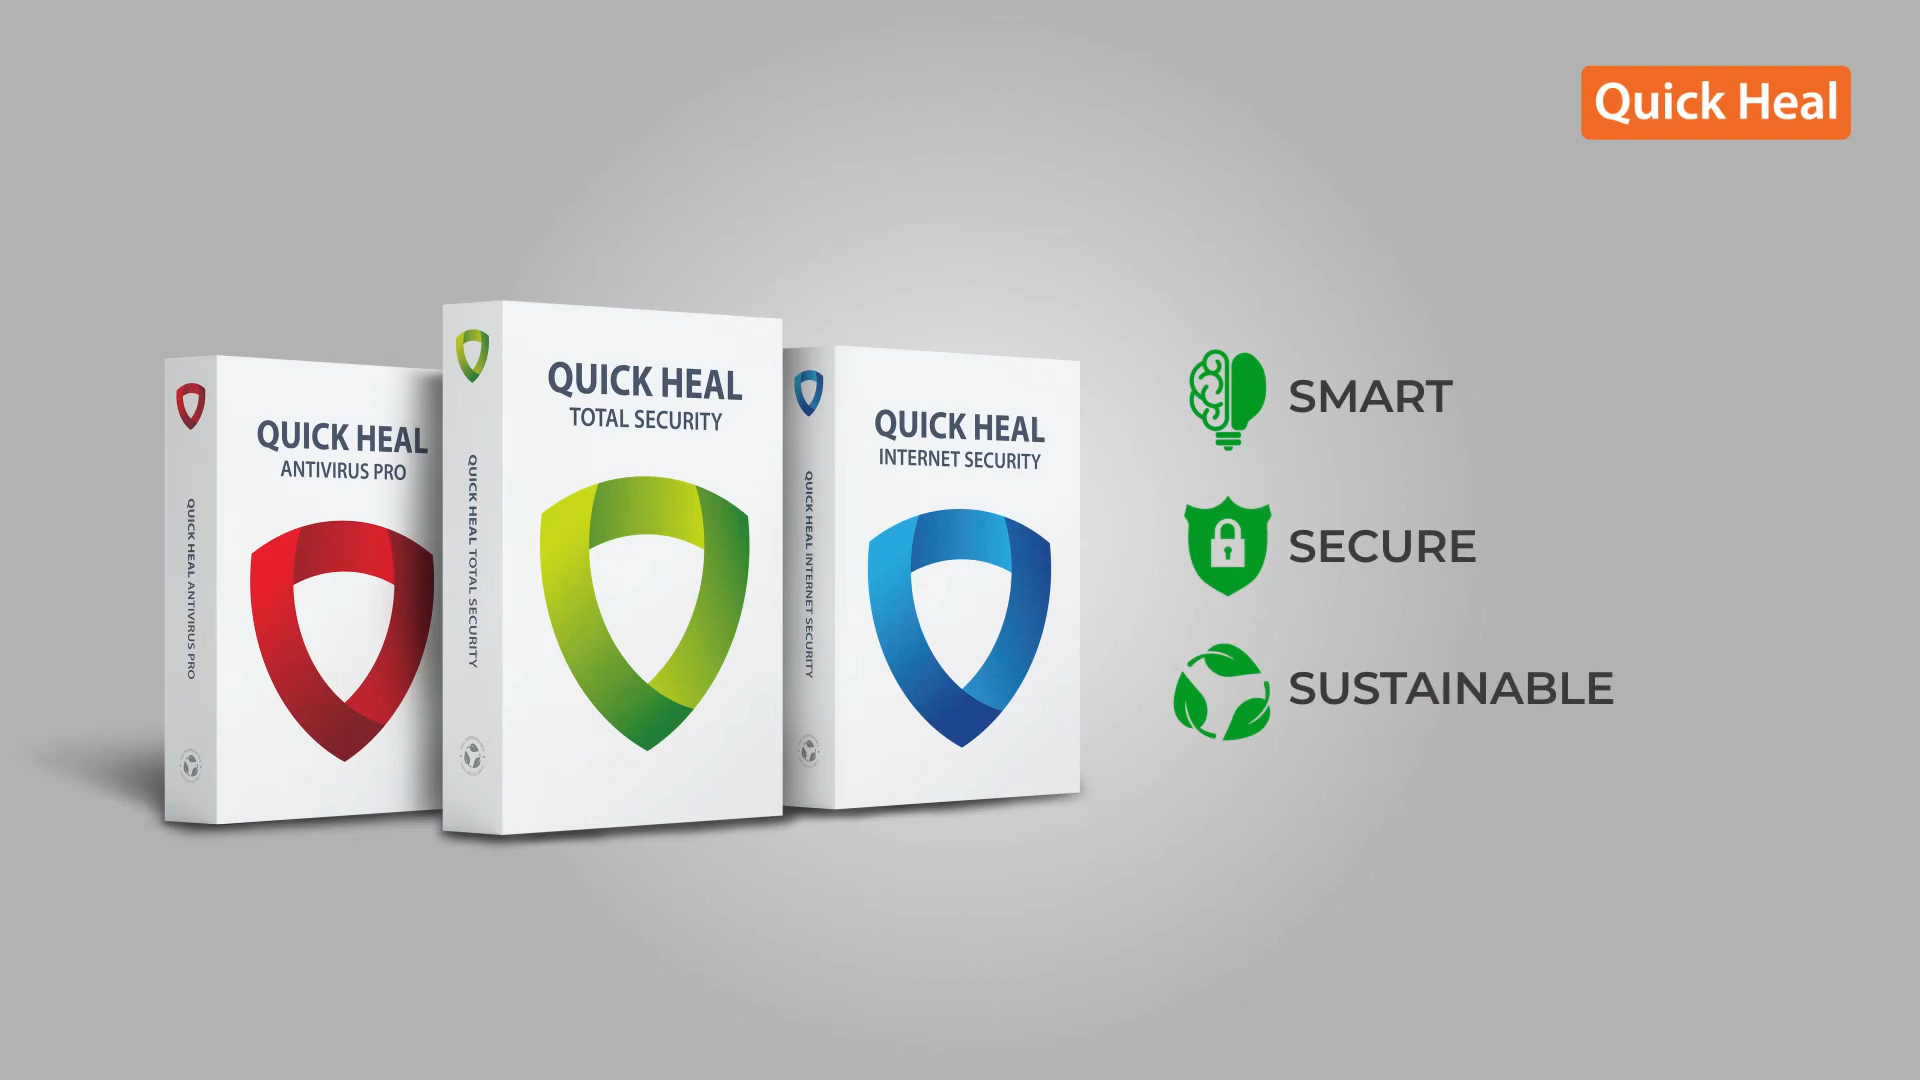 Quick Heal
QUICK HEAL
ANTIVIRUS PRO
QUICK HEAL ANTIVIRUS PRO
QUICK HEAL
TOTAL SECURITY
QUICK HEAL TOTAL SECURITY
QUICK HEAL
INTERNET SECURITY
QUICK HEAL INTERNET SECURITY
SMART
SECURE
SUSTAINABLE